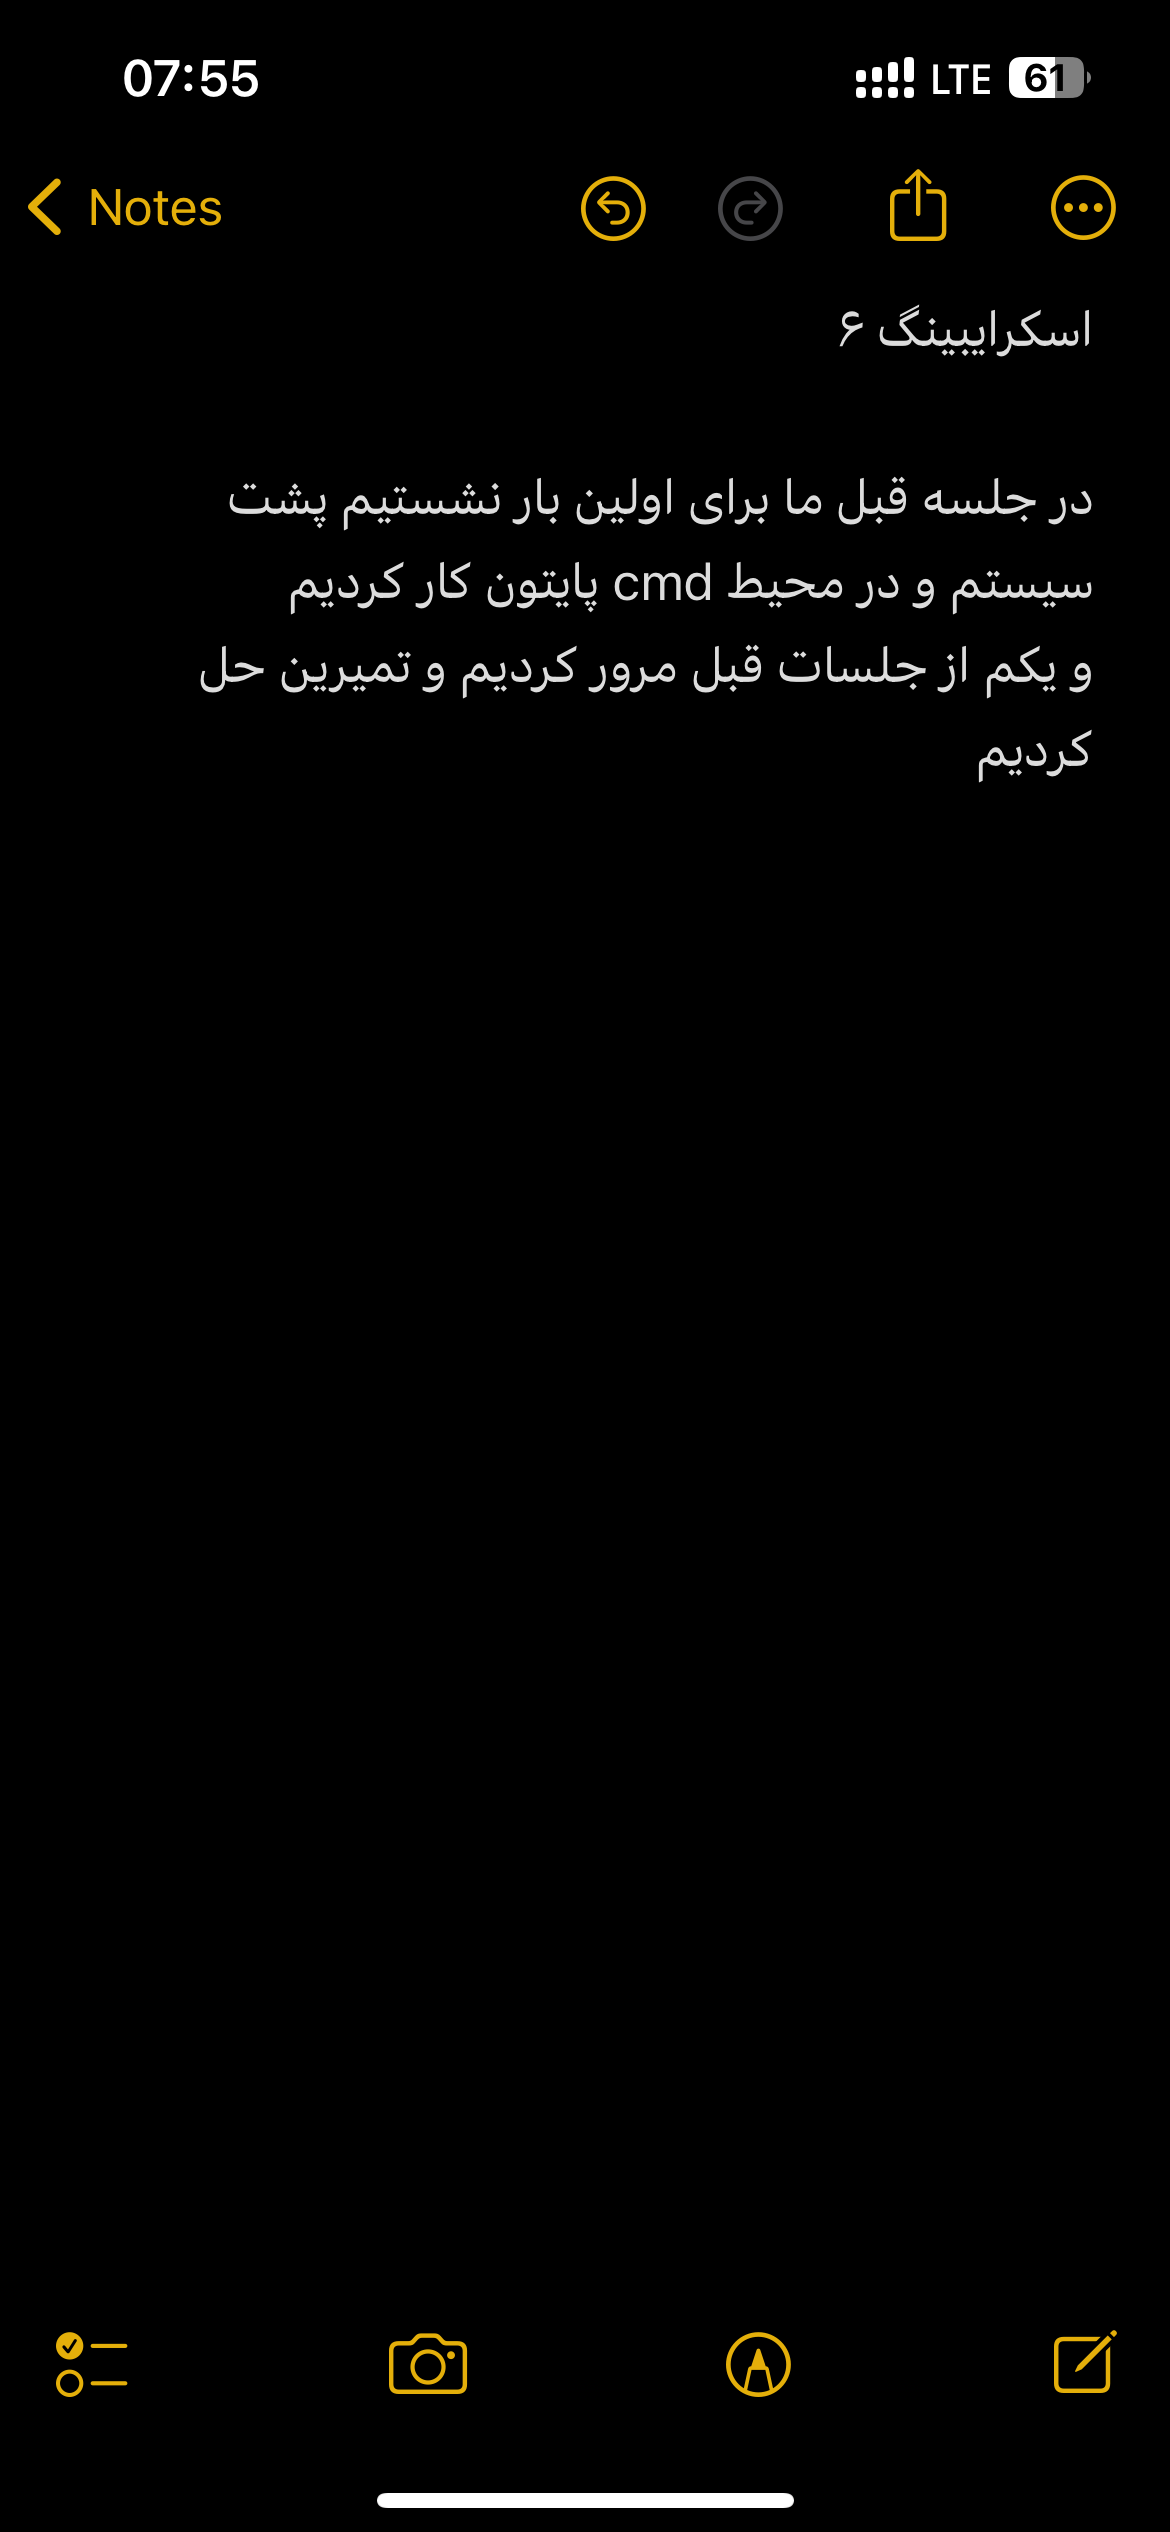 07:55
LTE
61
Notes
اسکرایبینگ ۶
در جلسه قبل ما برای اولین بار نشستیم پشت
سیستم و در محیط cmd پایتون کار کردیم
و یکم از جلسات قبل مرور کردیم و تمیرین حل
کردیم